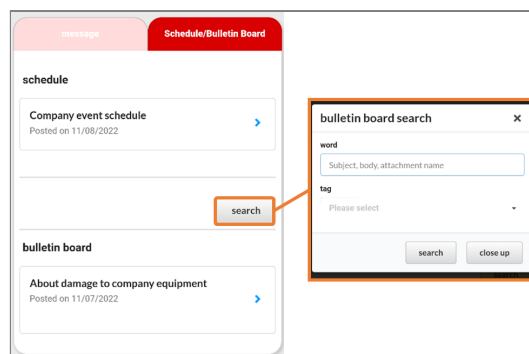 message
Schedule/Bulletin Board
schedule
Company event schedule
Posted on 11/08/2022
search
bulletin board
About damage to company equipment
Posted on 11/07/2022
bulletin board search
word
Subject, body, attachment name
tag
Please select
search
close up